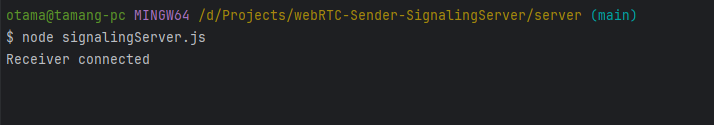 otama@tamang-pc MINGW64 /d/Projects/webRTC-Sender-SignalingServer/server (main)
$ node signalingServer.js
Receiver connected